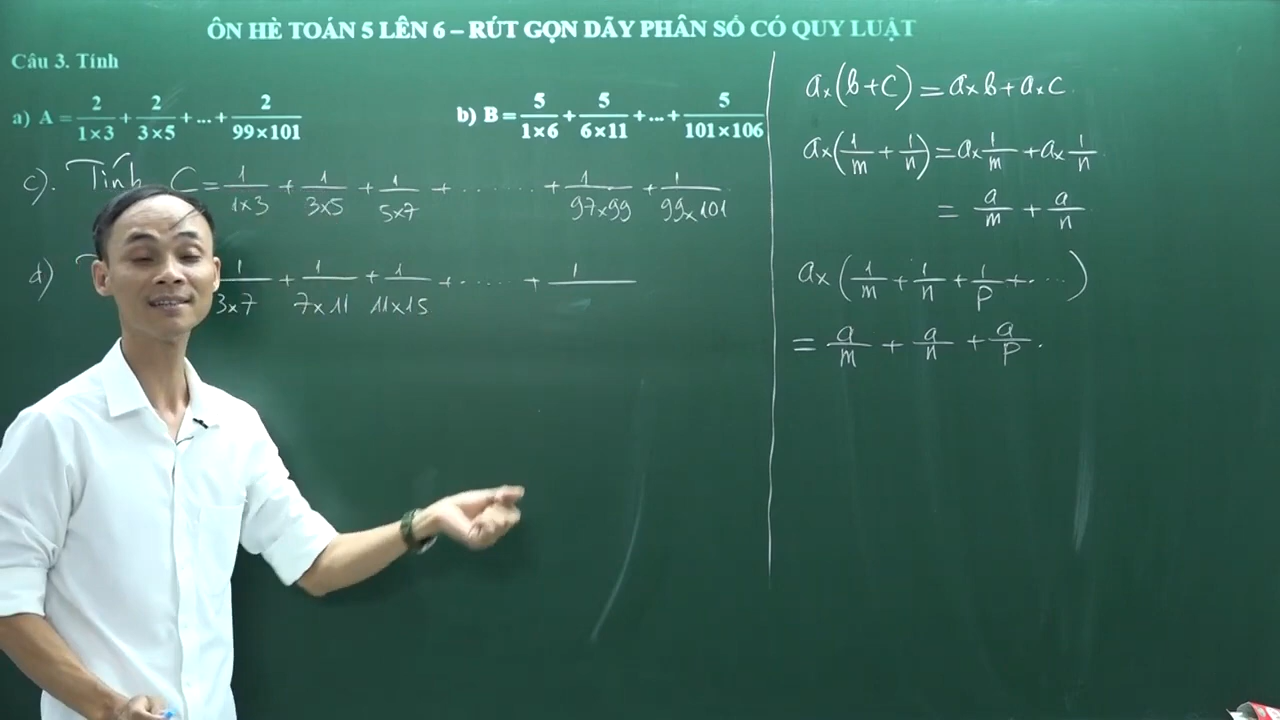 ÔN HÈ TOÁN 5 LÊN 6 – RÚT GỌN DÃY PHÂN SỐ CÓ QUY LUẬT
Câu 3. Tính
a) A = 2/(1×3) + 2/(3×5) + ... + 2/(99×101)
b) B = 5/(1×6) + 5/(6×11) + ... + 5/(101×106)
c). Tính C = 1/(1×3) + 1/(3×5) + 1/(5×7) + ........ + 1/(97×99) + 1/(99×101)
d) 1/(3×7) + 1/(7×11) + 1/(11×15) + ...... + 1/
a×(b+c) = a×b + a×c
a×(1/m + 1/n) = a×1/m + a×1/n
= a/m + a/n
a×(1/m + 1/n + 1/p + ....)
= a/m + a/n + a/p.